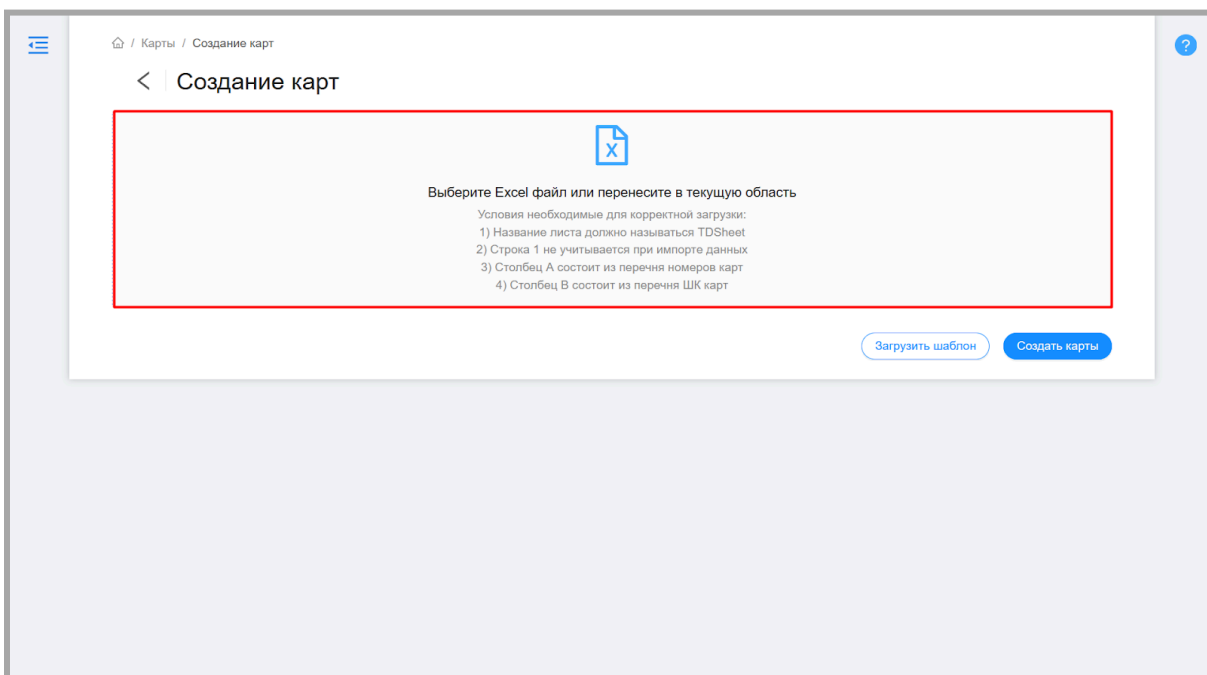 / Карты / Создание карт
?
Создание карт
X
Выберите Excel файл или перенесите в текущую область
Условия необходимые для корректной загрузки:
1) Название листа должно называться TDSheet
2) Строка 1 не учитывается при импорте данных
3) Столбец А состоит из перечня номеров карт
4) Столбец B состоит из перечня ШК карт
Загрузить шаблон Создать карты